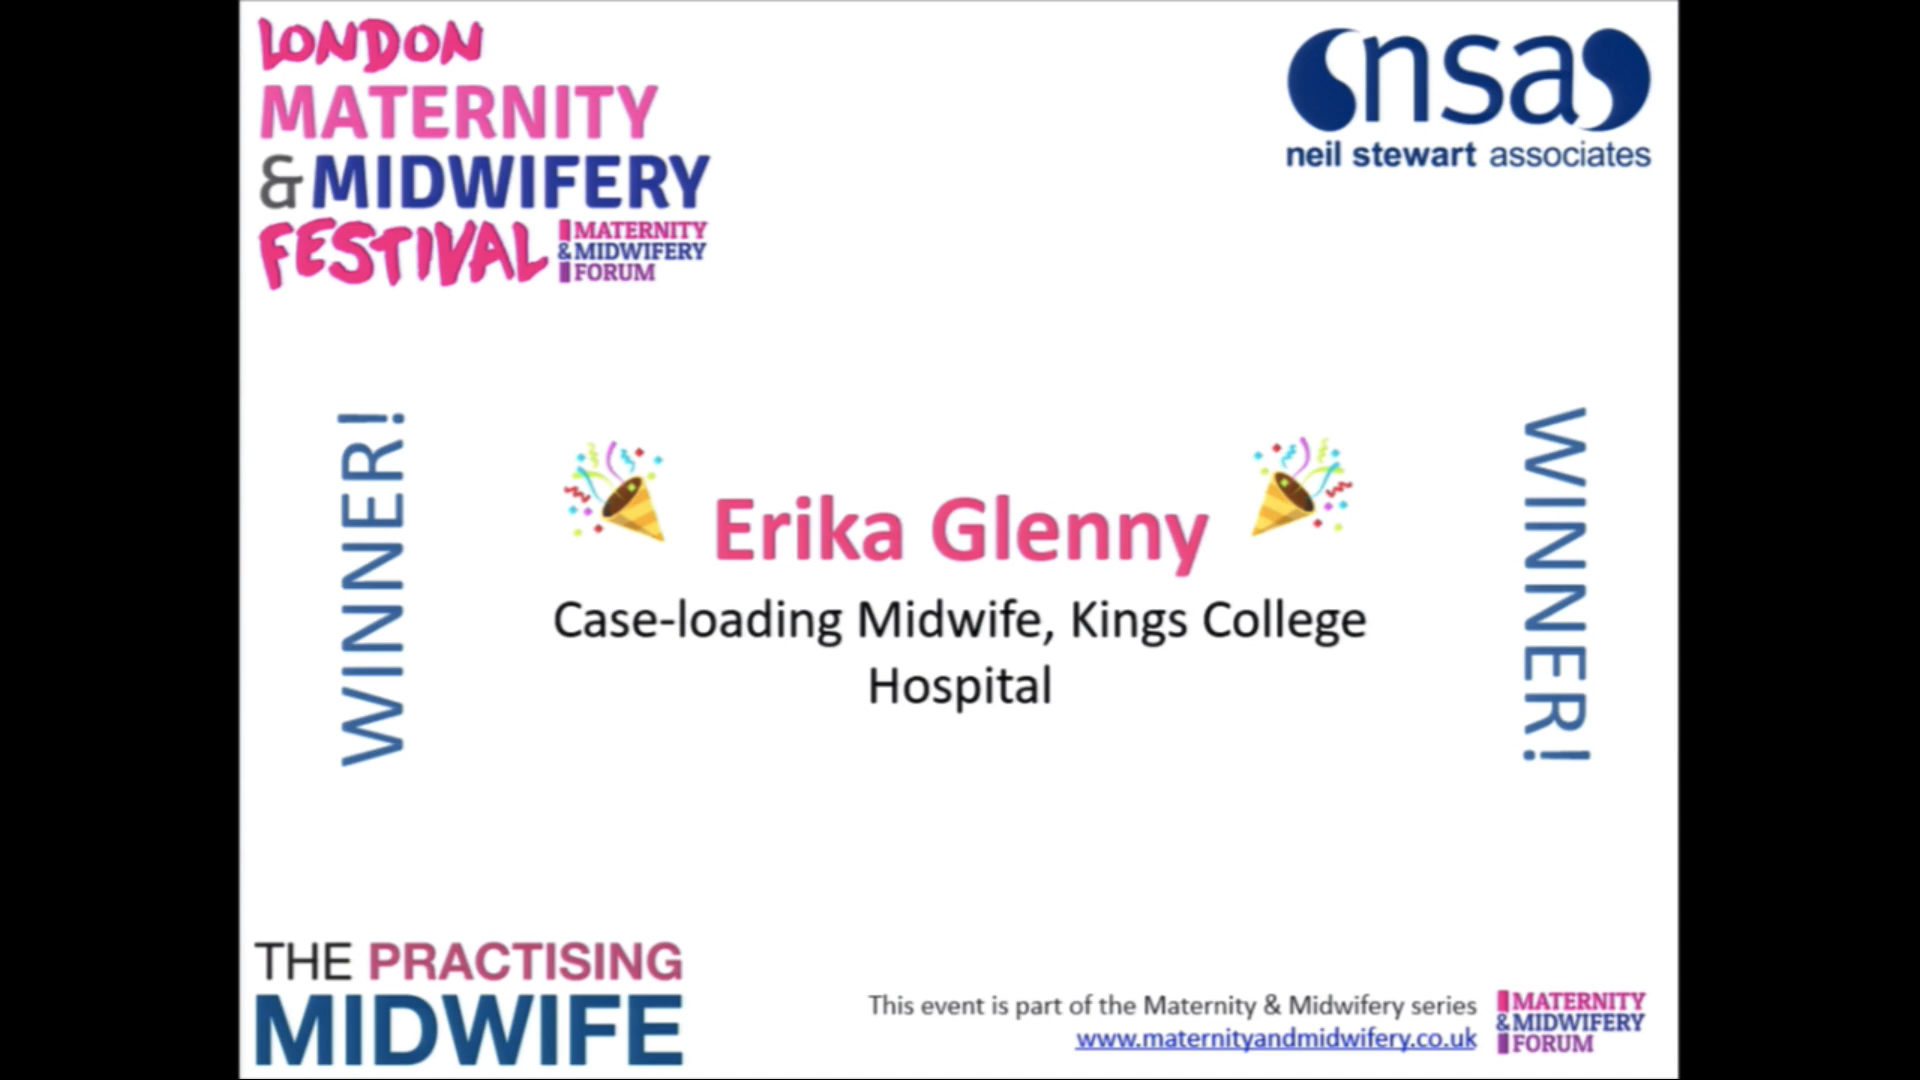 LONDON
MATERNITY
& MIDWIFERY
FESTIVAL
MATERNITY
& MIDWIFERY
FORUM
nsa
neil stewart associates
WINNER!
Erika Glenny
Case-loading Midwife, Kings College
Hospital
WINNER!
THE PRACTISING
MIDWIFE
This event is part of the Maternity & Midwifery series
www.maternityandmidwifery.co.uk
MATERNITY
& MIDWIFERY
FORUM